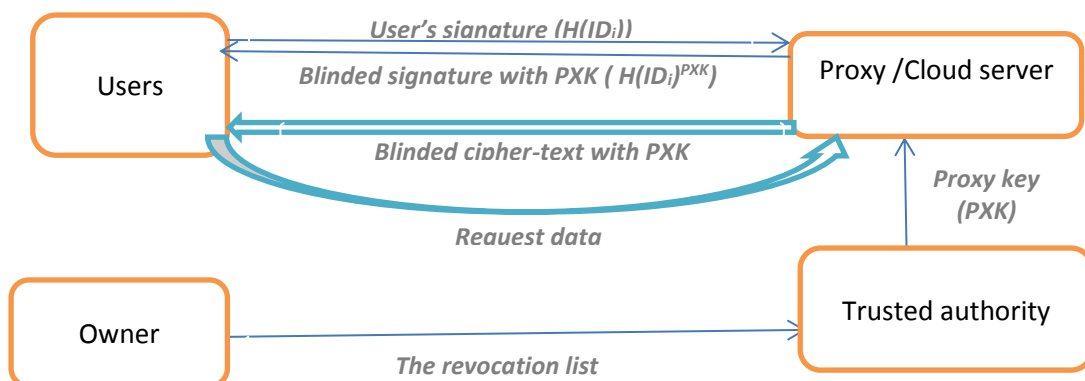 User's signature (H(IDᵢ))
Users
Proxy /Cloud server
Blinded signature with PXK ( H(IDᵢ)^PXK)
Blinded cipher-text with PXK
Proxy key
(PXK)
Request data
Trusted authority
Owner
The revocation list